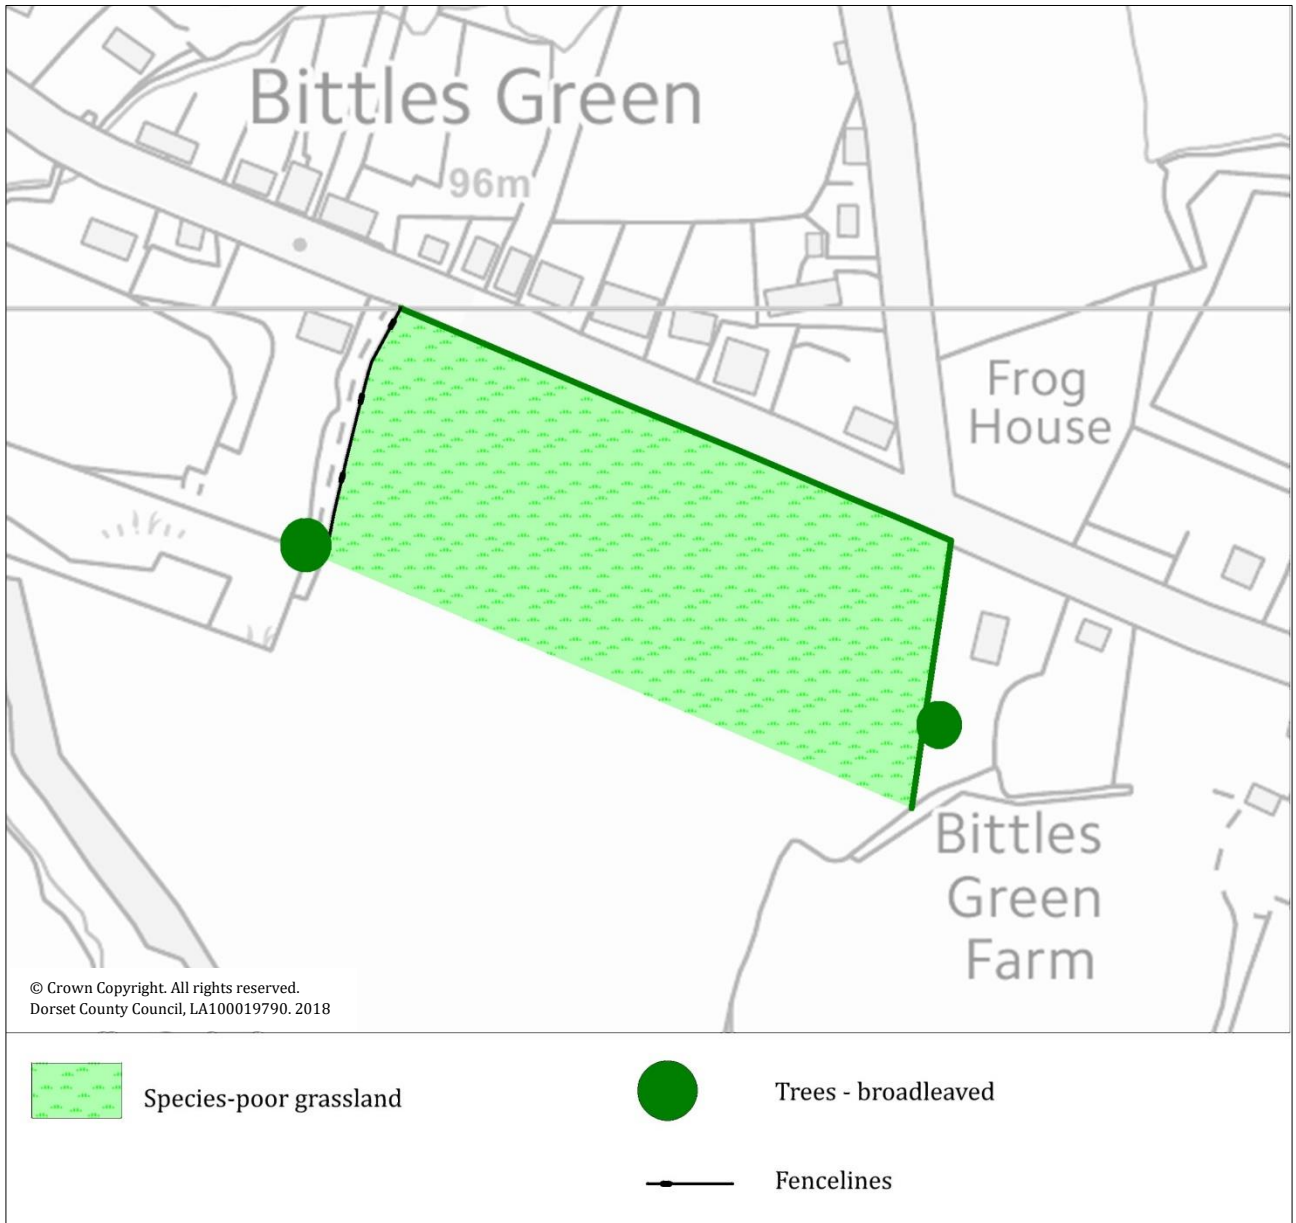 Bittles Green
96m
Frog
House
Bittles
Green
Farm
© Crown Copyright. All rights reserved.
Dorset County Council, LA100019790. 2018
Species-poor grassland
Trees - broadleaved
Fencelines